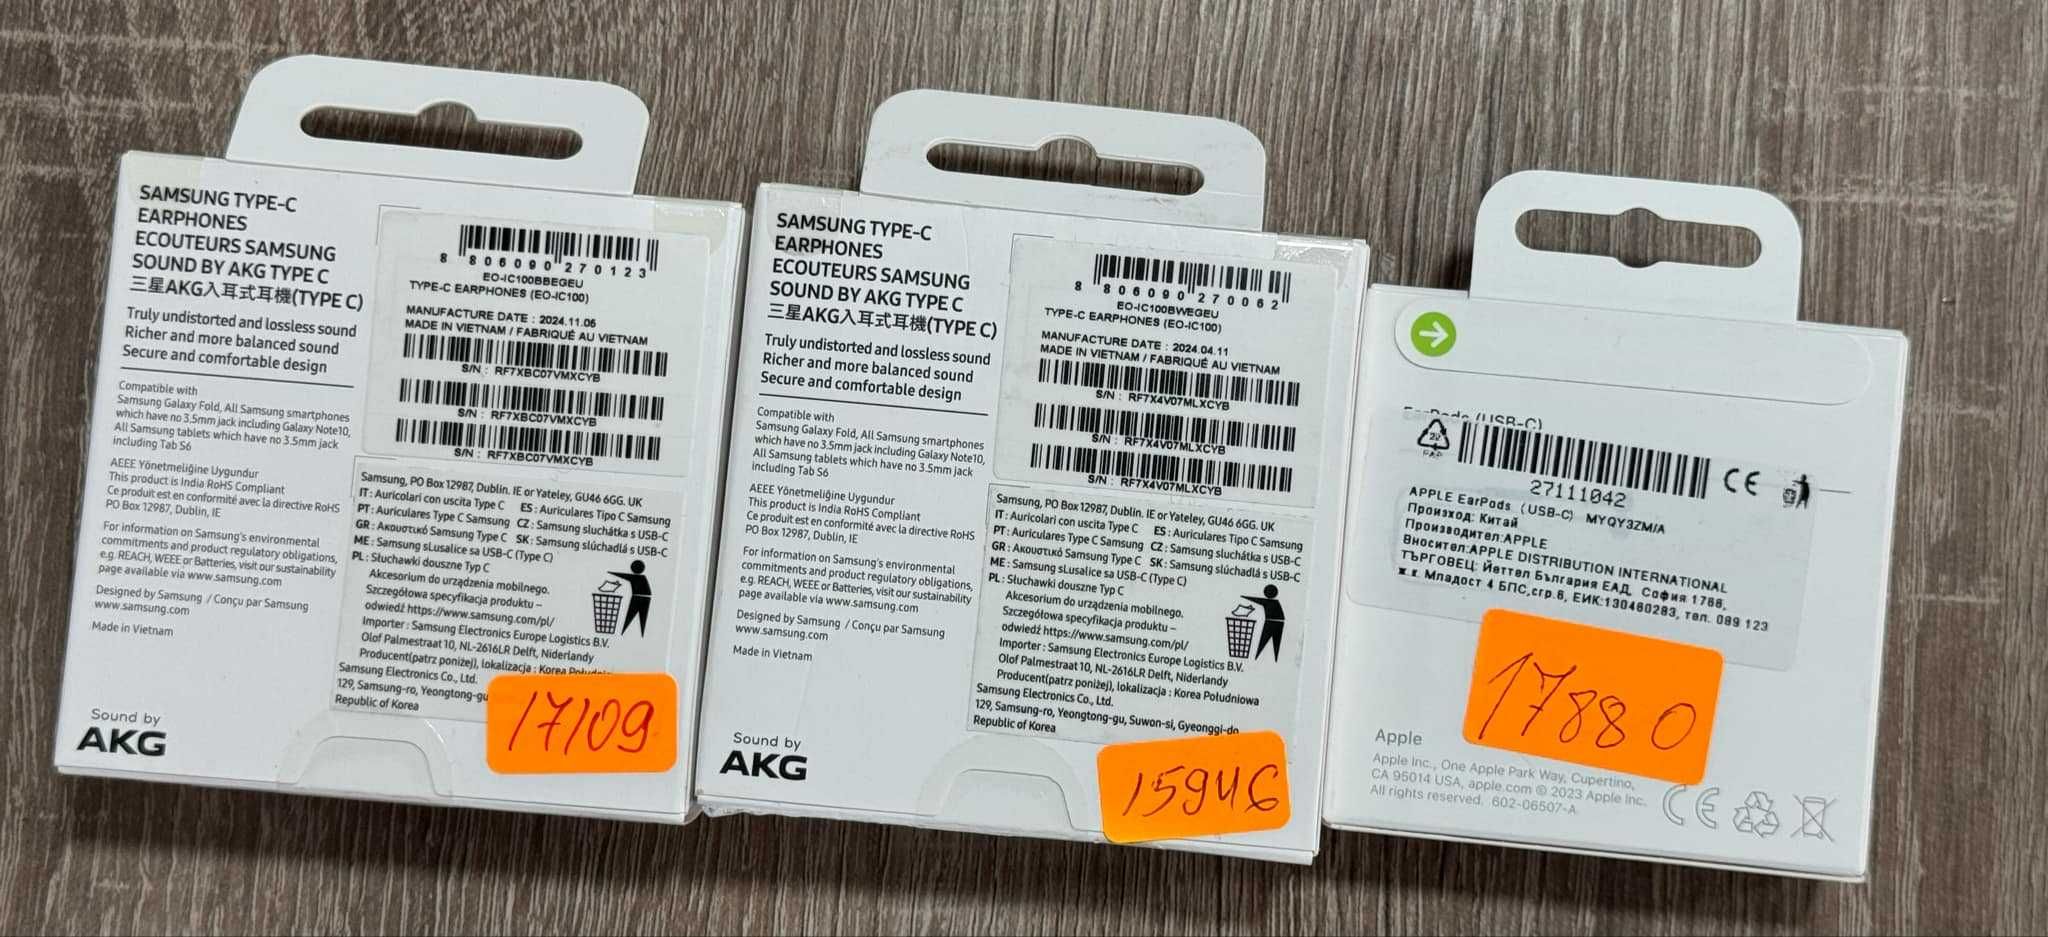 SAMSUNG TYPE-C
EARPHONES
ECOUTEURS SAMSUNG
SOUND BY AKG TYPE C
三星AKG入耳式耳機(TYPE C)
Truly undistorted and lossless sound
Richer and more balanced sound
Secure and comfortable design
Compatible with
Samsung Galaxy Fold, All Samsung smartphones
which have no 3.5mm jack including Galaxy Note10,
All Samsung tablets which have no 3.5mm jack
including Tab S6
AEEE Yönetmeliğine Uygundur
This product is India RoHS Compliant
Ce produit est en conformité avec la directive RoHS
PO Box 12987, Dublin, IE
For information on Samsung's environmental
commitments and product regulatory obligations,
e.g. REACH, WEEE or Batteries, visit our sustainability
page available via www.samsung.com
Designed by Samsung / Conçu par Samsung
www.samsung.com
Made in Vietnam
Sound by
AKG
8 806090 270123
EO-IC100BBEGEU
TYPE-C EARPHONES (EO-IC100)
MANUFACTURE DATE : 2024.11.06
MADE IN VIETNAM / FABRIQUÉ AU VIETNAM
S/N : RF7XBC07VMXCYB
S/N : RF7XBC07VMXCYB
S/N : RF7XBC07VMXCYB
Samsung, PO Box 12987, Dublin. IE or Yateley, GU46 6GG. UK
IT : Auricolari con uscita Type C ES : Auriculares Tipo C Samsung
PT : Auriculares Type C Samsung CZ : Samsung sluchátka s USB-C
GR : Ακουστικό Samsung Type C SK : Samsung slúchadlá s USB-C
ME : Samsung sLusalice sa USB-C (Type C)
PL : Słuchawki douszne Typ C
Akcesorium do urządzenia mobilnego.
Szczegółowa specyfikacja produktu –
odwiedź https://www.samsung.com/pl/
Importer : Samsung Electronics Europe Logistics B.V.
Olof Palmestraat 10, NL-2616LR Delft, Niderlandy
Producent(patrz poniżej), lokalizacja : Korea
Samsung Electronics Co., Ltd.
129, Samsung-ro, Yeongtong-gu
Republic of Korea
17109
SAMSUNG TYPE-C
EARPHONES
ECOUTEURS SAMSUNG
SOUND BY AKG TYPE C
三星AKG入耳式耳機(TYPE C)
Truly undistorted and lossless sound
Richer and more balanced sound
Secure and comfortable design
Compatible with
Samsung Galaxy Fold, All Samsung smartphones
which have no 3.5mm jack including Galaxy Note10,
All Samsung tablets which have no 3.5mm jack
including Tab S6
AEEE Yönetmeliğine Uygundur
This product is India RoHS Compliant
Ce produit est en conformité avec la directive RoHS
PO Box 12987, Dublin, IE
For information on Samsung's environmental
commitments and product regulatory obligations,
e.g. REACH, WEEE or Batteries, visit our sustainability
page available via www.samsung.com
Designed by Samsung / Conçu par Samsung
www.samsung.com
Made in Vietnam
Sound by
AKG
8 806090 270062
EO-IC100BWEGEU
TYPE-C EARPHONES (EO-IC100)
MANUFACTURE DATE : 2024.04.11
MADE IN VIETNAM / FABRIQUÉ AU VIETNAM
S/N : RF7X4V07MLXCYB
S/N : RF7X4V07MLXCYB
S/N : RF7X4V07MLXCYB
Samsung, PO Box 12987, Dublin. IE or Yateley, GU46 6GG. UK
IT : Auricolari con uscita Type C ES : Auriculares Tipo C Samsung
PT : Auriculares Type C Samsung CZ : Samsung sluchátka s USB-C
GR : Ακουστικό Samsung Type C SK : Samsung slúchadlá s USB-C
ME : Samsung sLusalice sa USB-C (Type C)
PL : Słuchawki douszne Typ C
Akcesorium do urządzenia mobilnego.
Szczegółowa specyfikacja produktu –
odwiedź https://www.samsung.com/pl/
Importer : Samsung Electronics Europe Logistics B.V.
Olof Palmestraat 10, NL-2616LR Delft, Niderlandy
Producent(patrz poniżej), lokalizacja : Korea Południowa
Samsung Electronics Co., Ltd.
129, Samsung-ro, Yeongtong-gu, Suwon-si, Gyeonggi-do
Republic of Korea
15946
EarPods (USB-C)
22
PAP
CE
27111042
APPLE EarPods (USB-C) MYQY3ZM/A
Произход: Китай
Производител:APPLE
Вносител:APPLE DISTRIBUTION INTERNATIONAL
ТЪРГОВЕЦ: Йеттел България ЕАД, София 1766,
ж.к. Младост 4 БПС,сгр.6, ЕИК:130460283, тел. 089 123
17880
Apple
Apple Inc., One Apple Park Way, Cupertino,
CA 95014 USA, apple.com © 2023 Apple Inc.
All rights reserved. 602-06507-A
CE